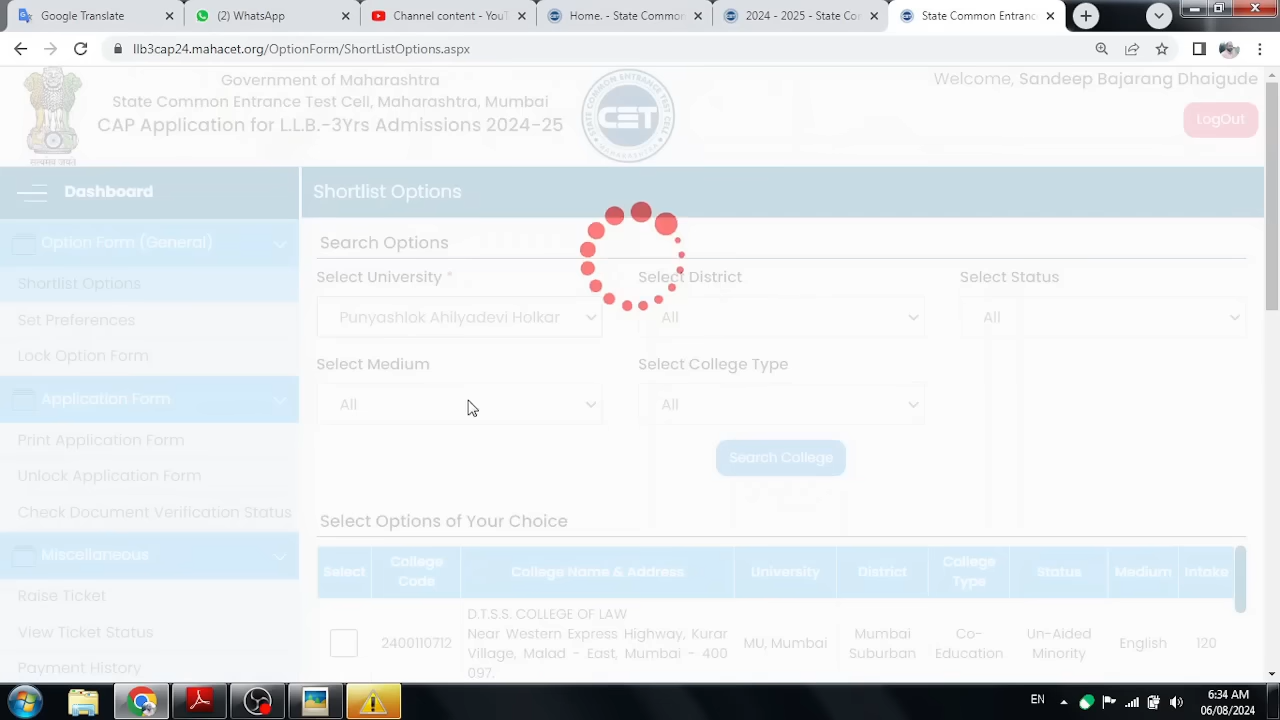 Google Translate
(2) WhatsApp
Channel content - You
Home. - State Common
2024 - 2025 - State Co
State Common Entranc
llb3cap24.mahacet.org/OptionForm/ShortListOptions.aspx
सत्यमेव जयते
Government of Maharashtra
State Common Entrance Test Cell, Maharashtra, Mumbai
CAP Application for L.L.B.-3Yrs Admissions 2024-25
CET
Welcome, Sandeep Bajarang Dhaigude
LogOut
Dashboard
Option Form (General)
Shortlist Options
Set Preferences
Lock Option Form
Application Form
Print Application Form
Unlock Application Form
Check Document Verification Status
Miscellaneous
Raise Ticket
View Ticket Status
Payment History
Shortlist Options
Search Options
Select University *
Select District
Select Status
Punyashlok Ahilyadevi Holkar
All
All
Select Medium
Select College Type
All
All
Search College
Select Options of Your Choice
Select College Code College Name & Address University District College Type Status Medium Intake
2400110712
D.T.S.S. COLLEGE OF LAW
Near Western Express Highway, Kurar
Village, Malad - East, Mumbai - 400
097,
MU, Mumbai
Mumbai Suburban
Co-Education
Un-Aided Minority
English
120
EN
6:34 AM
06/08/2024